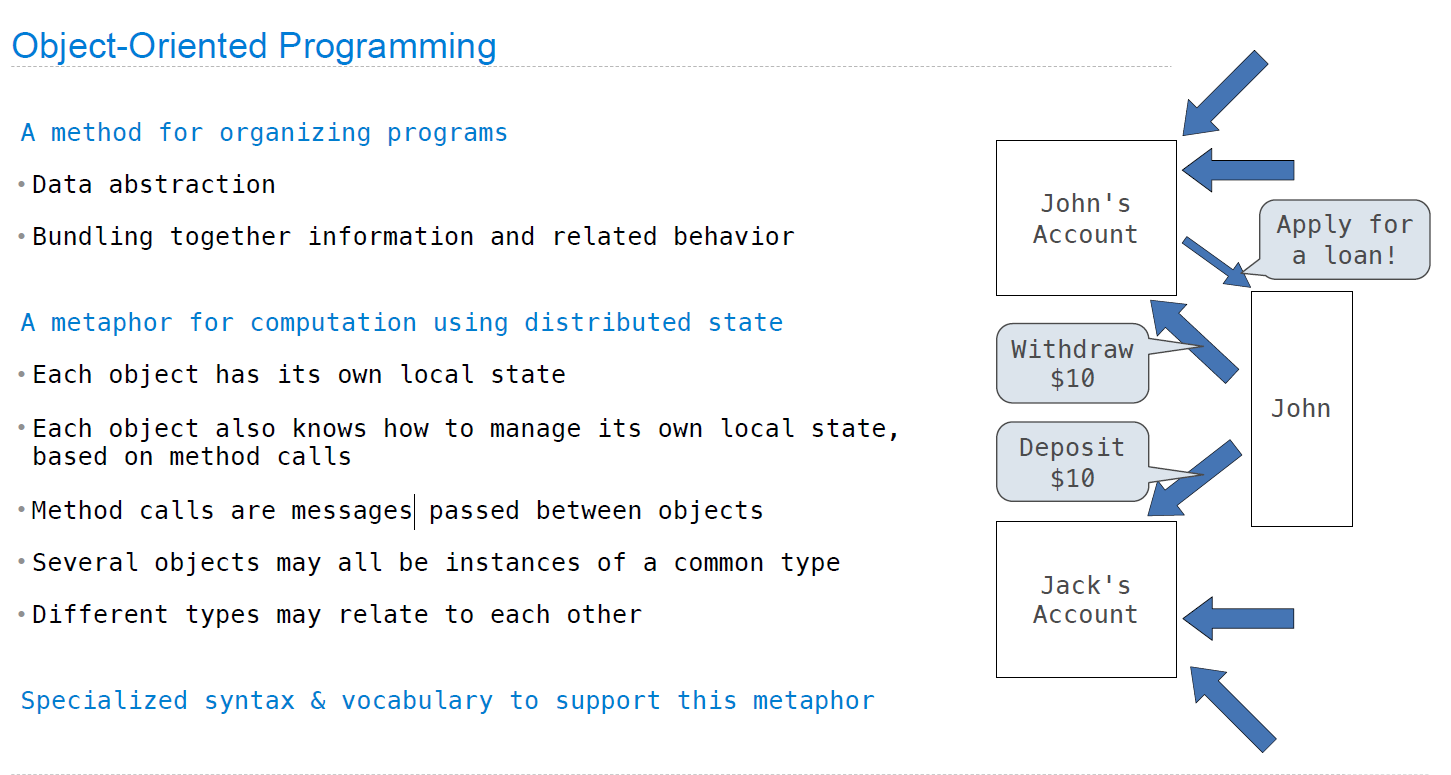 Object-Oriented Programming
A method for organizing programs
• Data abstraction
• Bundling together information and related behavior
A metaphor for computation using distributed state
• Each object has its own local state
• Each object also knows how to manage its own local state,
based on method calls
• Method calls are messages passed between objects
• Several objects may all be instances of a common type
• Different types may relate to each other
Specialized syntax & vocabulary to support this metaphor
John's
Account
Apply for
a loan!
Withdraw
$10
John
Deposit
$10
Jack's
Account